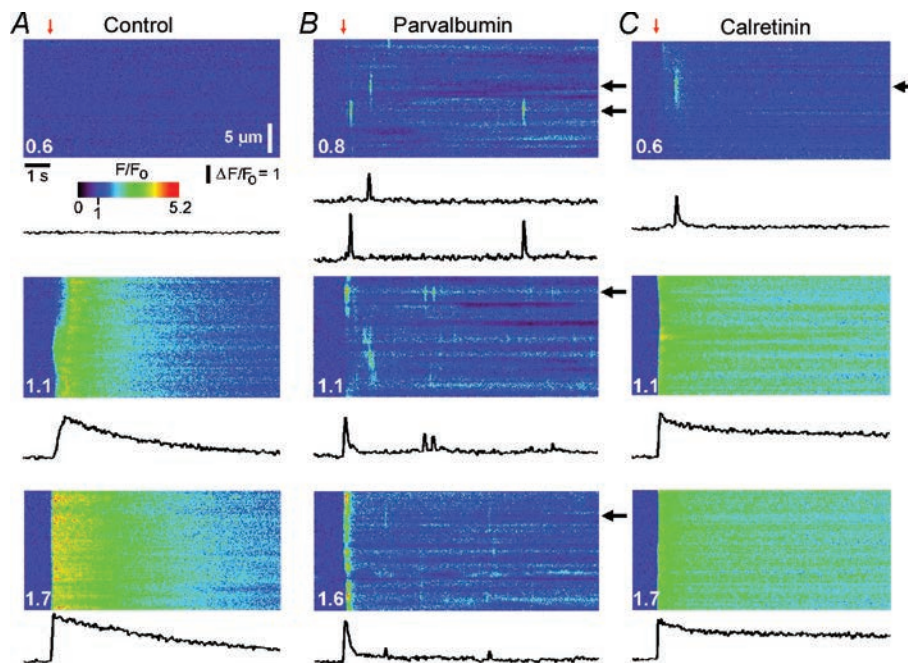 A Control
B Parvalbumin
C Calretinin
0.6
5 µm
0.8
0.6
1 s
F/F0
ΔF/F0 = 1
0 1 5.2
1.1
1.1
1.1
1.7
1.6
1.7